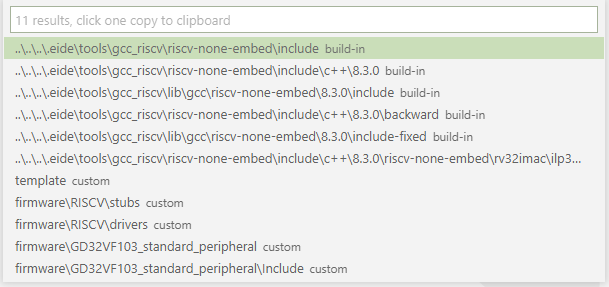 11 results, click one copy to clipboard
..\..\..\.eide\tools\gcc_riscv\riscv-none-embed\include build-in
..\..\..\.eide\tools\gcc_riscv\riscv-none-embed\include\c++\8.3.0 build-in
..\..\..\.eide\tools\gcc_riscv\lib\gcc\riscv-none-embed\8.3.0\include build-in
..\..\..\.eide\tools\gcc_riscv\riscv-none-embed\include\c++\8.3.0\backward build-in
..\..\..\.eide\tools\gcc_riscv\lib\gcc\riscv-none-embed\8.3.0\include-fixed build-in
..\..\..\.eide\tools\gcc_riscv\riscv-none-embed\include\c++\8.3.0\riscv-none-embed\rv32imac\ilp3...
template custom
firmware\RISCV\stubs custom
firmware\RISCV\drivers custom
firmware\GD32VF103_standard_peripheral custom
firmware\GD32VF103_standard_peripheral\Include custom